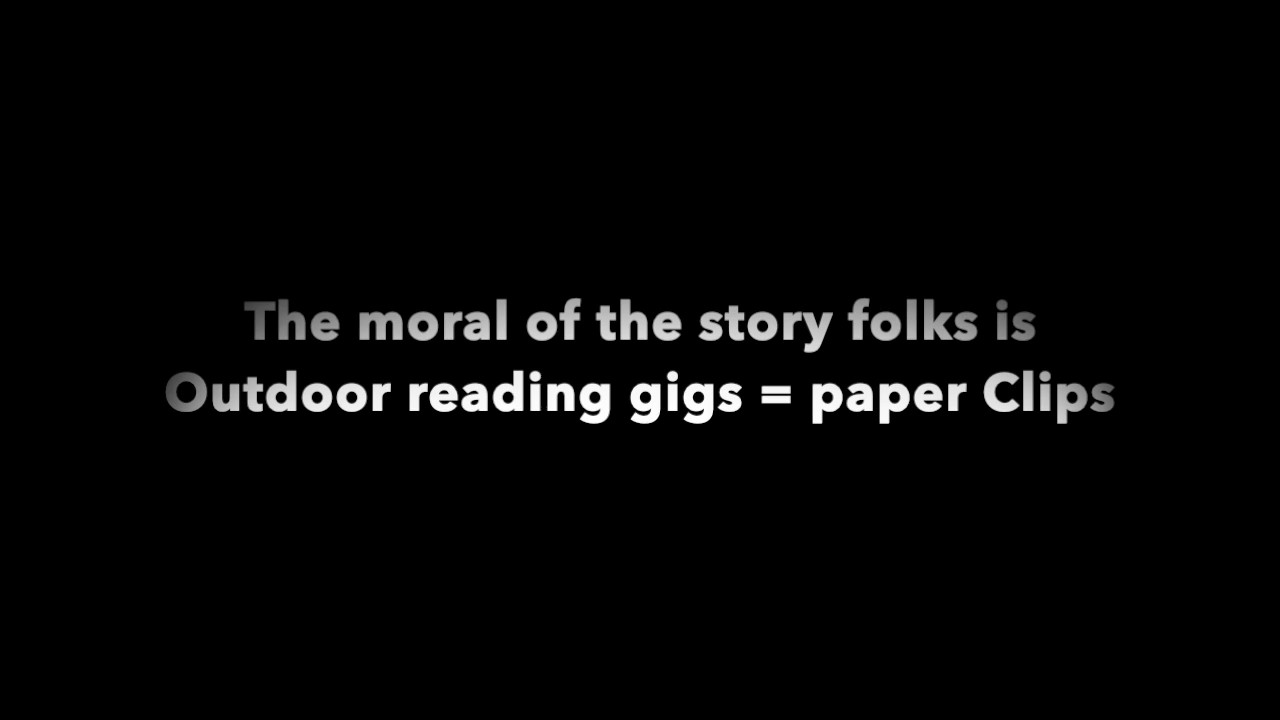 The moral of the story folks is
Outdoor reading gigs = paper Clips